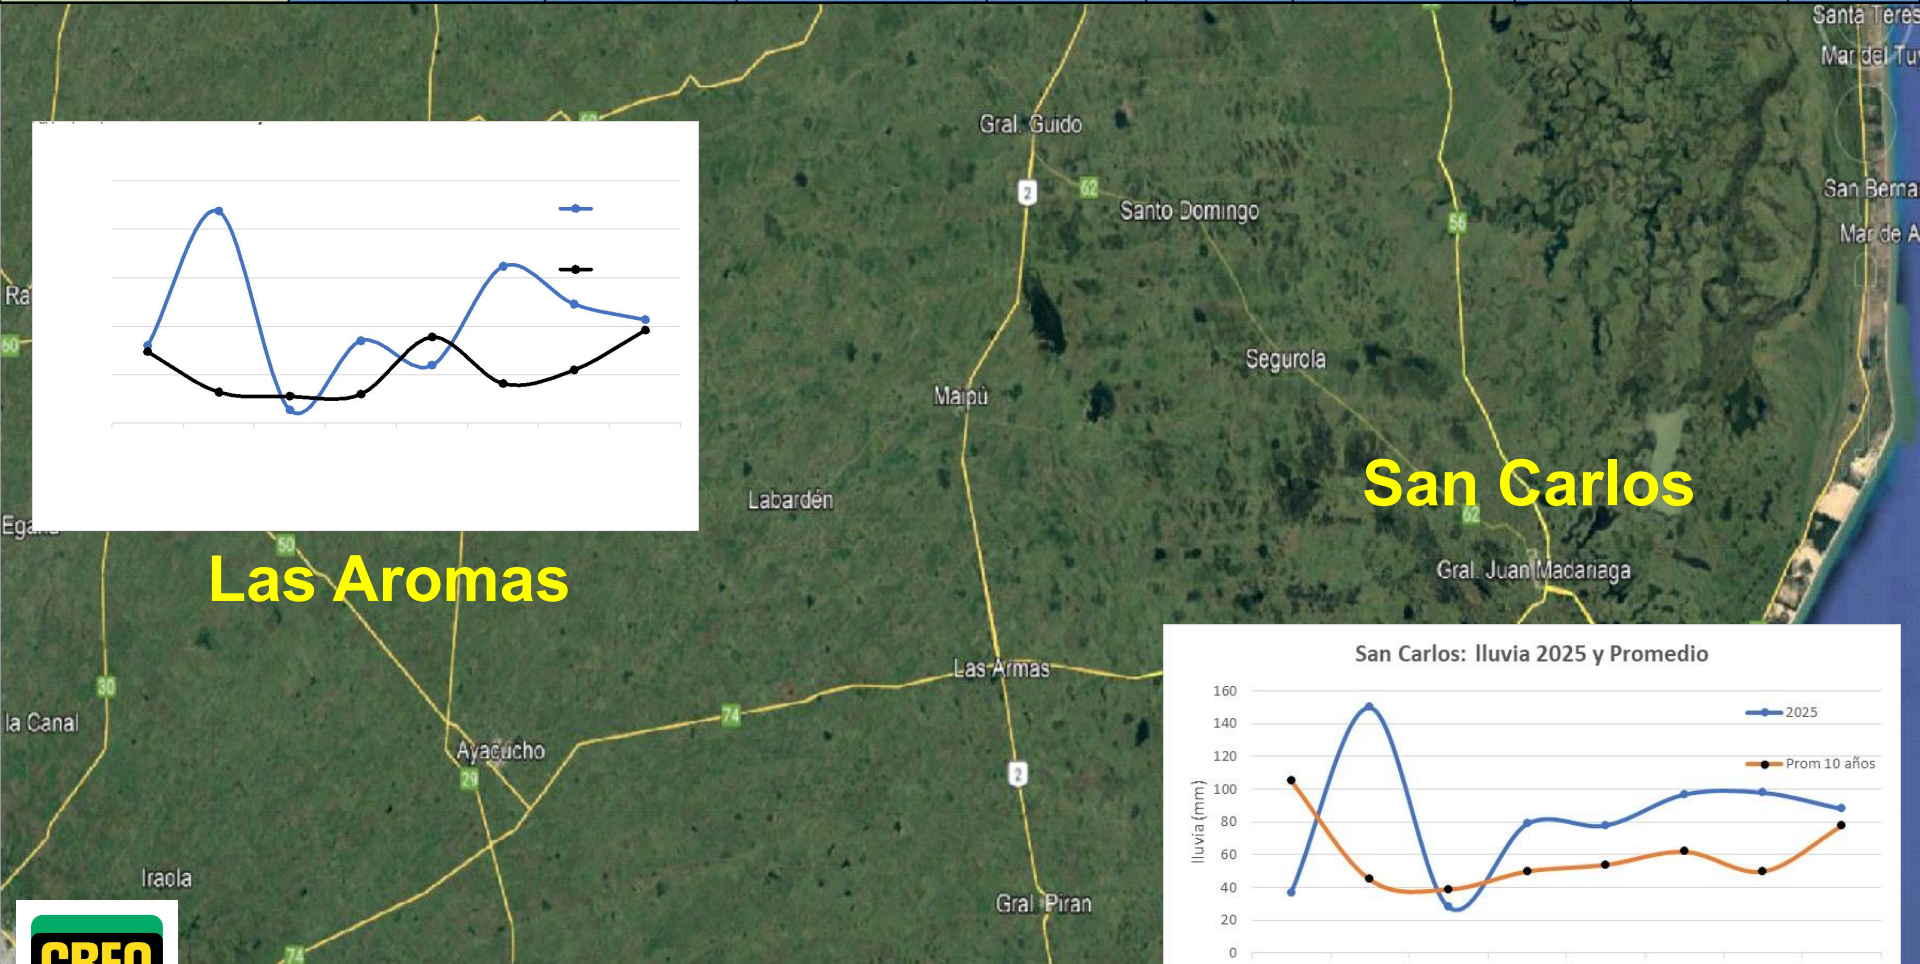 Santa Teres
Mar del Tuy
Gral. Guido
2
62
San Berna
Santo Domingo
56
Mar de A
Ra
60
Segurola
Maipú
San Carlos
Labardén
62
50
Gral. Juan Madariaga
Las Aromas
San Carlos: lluvia 2025 y Promedio
Las Armas
30
160
2025
74
la Canal
140
Ayacucho
120
Prom 10 años
29
2
100
lluvia (mm)
80
60
Iraola
40
Gral. Piran
20
CREO
74
0